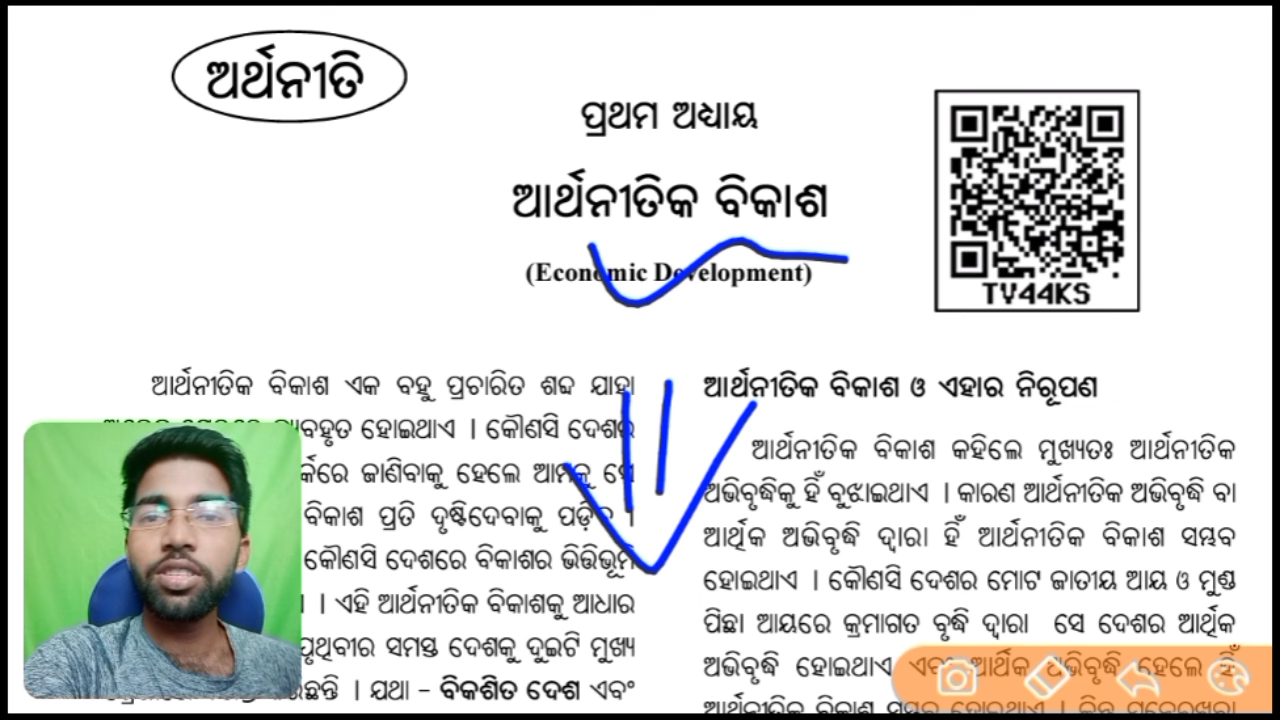 ଅର୍ଥନୀତି
ପ୍ରଥମ ଅଧ୍ୟାୟ
ଆର୍ଥନୀତିକ ବିକାଶ
(Economic Development)
TV44KS
ଆର୍ଥନୀତିକ ବିକାଶ ଏକ ବହୁ ପ୍ରଚାରିତ ଶବ୍ଦ ଯାହା
ହୋଇଥାଏ । କୌଣସି ଦେଶର
ଜାଣିବାକୁ ହେଲେ ଆମକୁ ସେ
ବିକାଶ ପ୍ରତି ଦୃଷ୍ଟିଦେବାକୁ ପଡ଼ିବ ।
କୌଣସି ଦେଶରେ ବିକାଶର ଭିତ୍ତିଭୂମି
। ଏହି ଆର୍ଥନୀତିକ ବିକାଶକୁ ଆଧାର
ପୃଥିବୀର ସମସ୍ତ ଦେଶକୁ ଦୁଇଟି ମୁଖ୍ୟ
। ଯଥା - ବିକଶିତ ଦେଶ ଏବଂ
ଆର୍ଥନୀତିକ ବିକାଶ ଓ ଏହାର ନିରୂପଣ
ଆର୍ଥନୀତିକ ବିକାଶ କହିଲେ ମୁଖ୍ୟତଃ ଆର୍ଥନୀତିକ
ଅଭିବୃଦ୍ଧିକୁ ହିଁ ବୁଝାଇଥାଏ । କାରଣ ଆର୍ଥନୀତିକ ଅଭିବୃଦ୍ଧି ବା
ଆର୍ଥିକ ଅଭିବୃଦ୍ଧି ଦ୍ୱାରା ହିଁ ଆର୍ଥନୀତିକ ବିକାଶ ସମ୍ଭବ
ହୋଇଥାଏ । କୌଣସି ଦେଶର ମୋଟ ଜାତୀୟ ଆୟ ଓ ମୁଣ୍ଡ
ପିଛା ଆୟରେ କ୍ରମାଗତ ବୃଦ୍ଧି ଦ୍ୱାରା ସେ ଦେଶର ଆର୍ଥିକ
ଅଭିବୃଦ୍ଧି ହୋଇଥାଏ ଏବଂ ଆର୍ଥିକ ଅଭିବୃଦ୍ଧି ହେଲେ ହିଁ